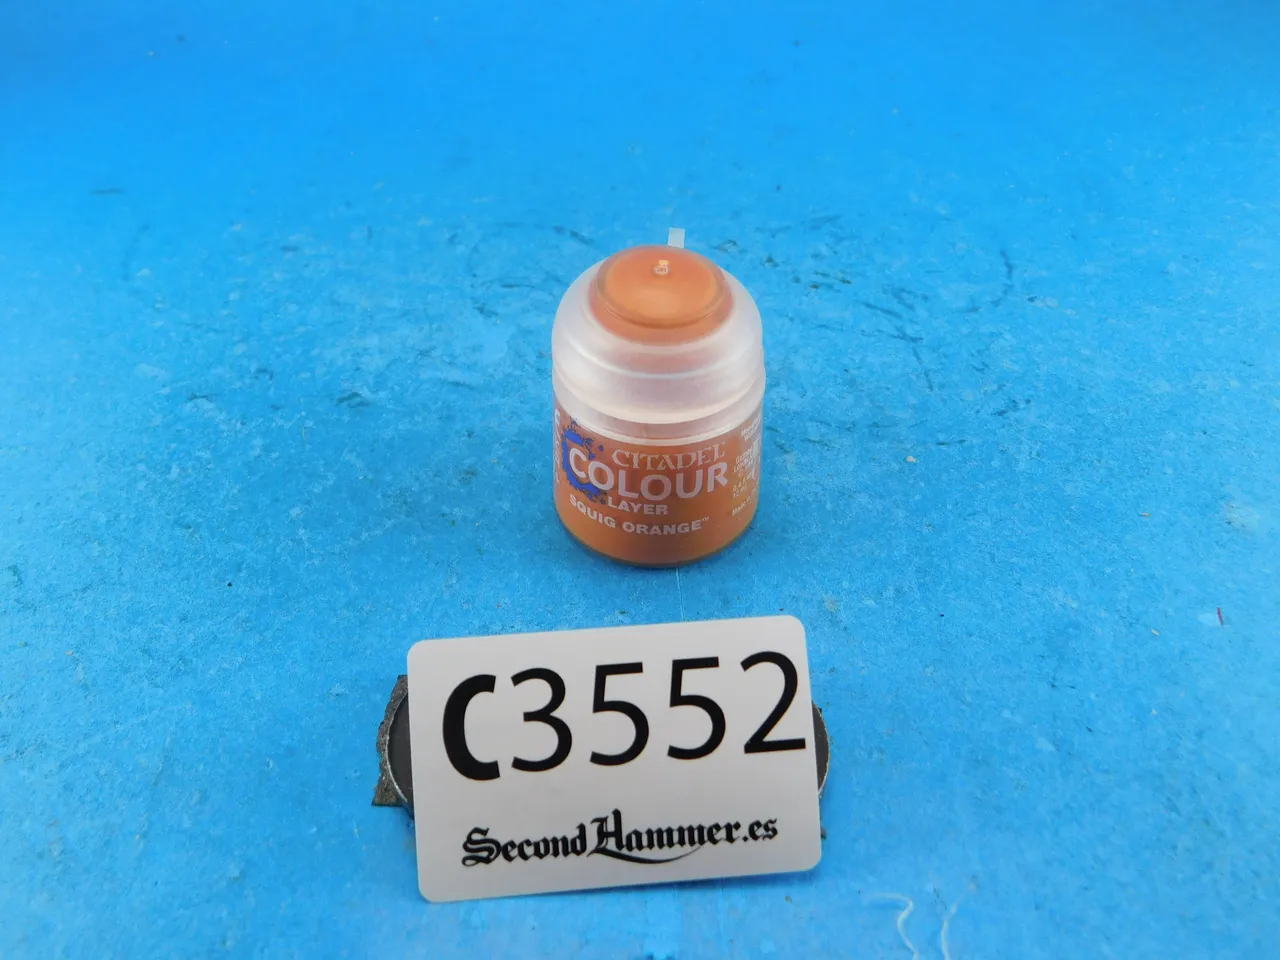 CITADEL
COLOUR
LAYER
SQUIG ORANGE™
C3552
SecondHammer.es